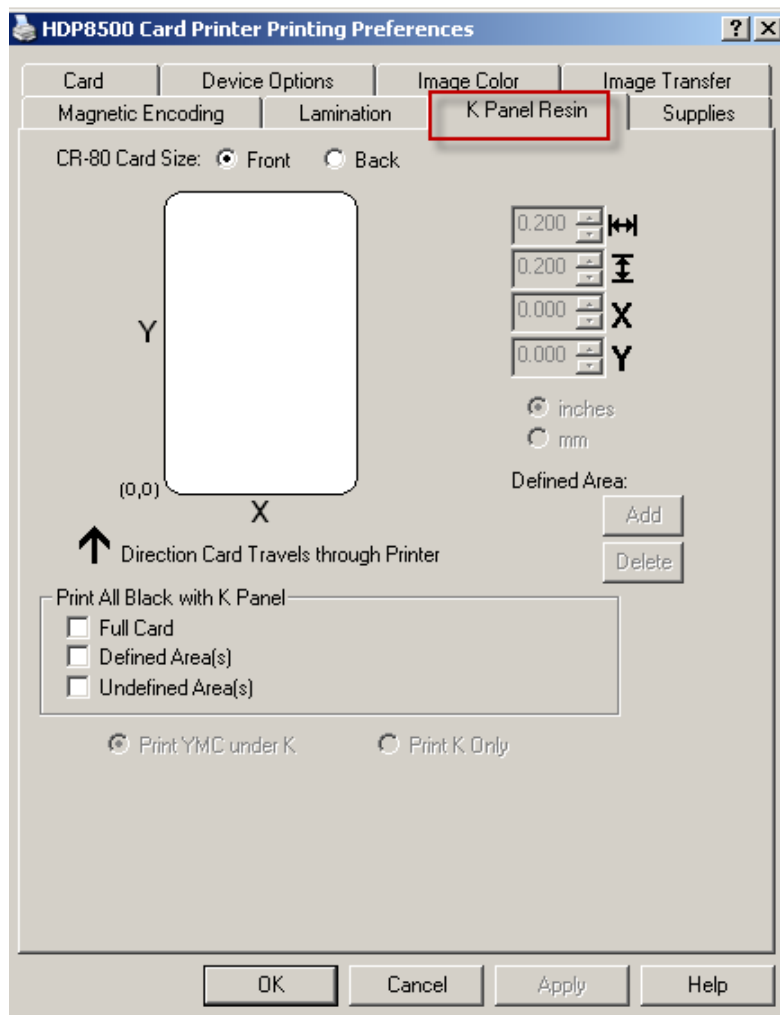 HDP8500 Card Printer Printing Preferences
Card Device Options Image Color Image Transfer
Magnetic Encoding Lamination K Panel Resin Supplies
CR-80 Card Size: Front Back
0.200
0.200
0.000 X
Y
0.000 Y
inches
mm
(0,0)
Defined Area:
X
Add
Direction Card Travels through Printer
Delete
Print All Black with K Panel
Full Card
Defined Area(s)
Undefined Area(s)
Print YMC under K Print K Only
OK Cancel Apply Help